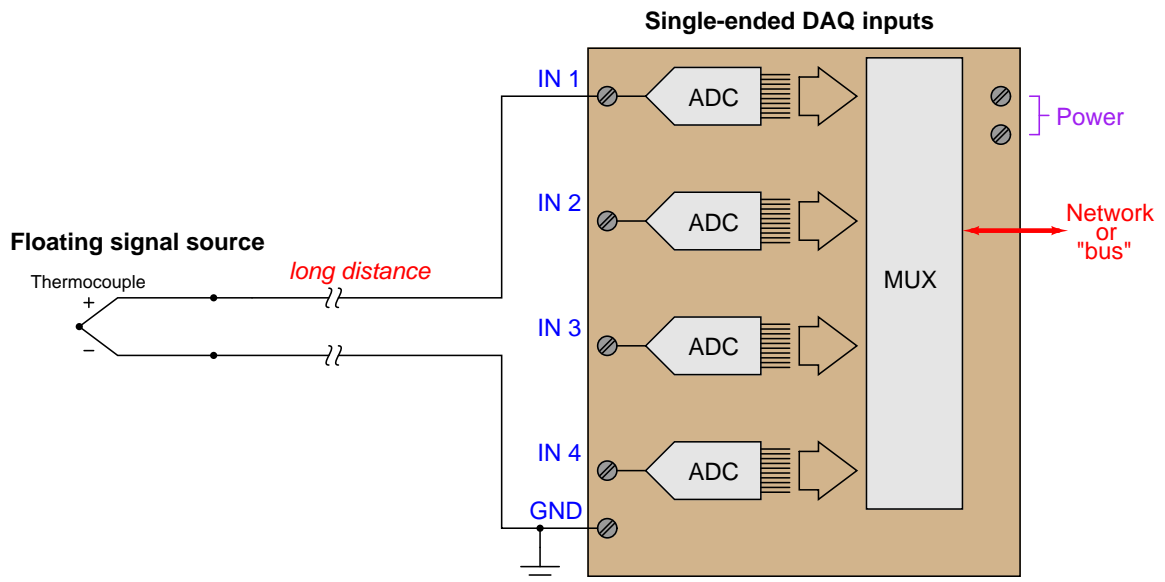 Single-ended DAQ inputs
IN 1
ADC
Power
IN 2
ADC
Network
or
"bus"
Floating signal source
Thermocouple
+
−
long distance
MUX
IN 3
ADC
IN 4
ADC
GND